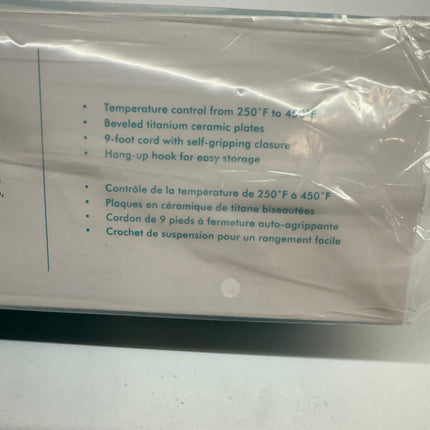 • Temperature control from 250°F to 450°F
• Beveled titanium ceramic plates
• 9-foot cord with self-gripping closure
• Hang-up hook for easy storage
• Contrôle de la température de 250°F à 450°F
• Plaques en céramique de titane biseautées
• Cordon de 9 pieds à fermeture auto-agrippante
• Crochet de suspension pour un rangement facile